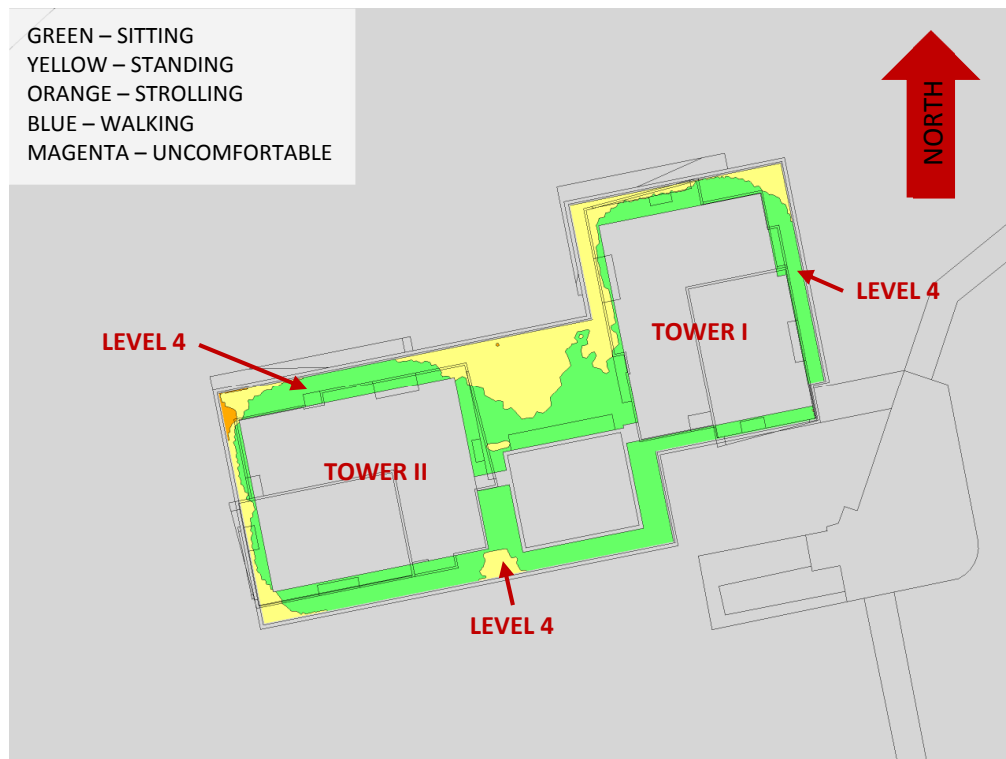 GREEN – SITTING
YELLOW – STANDING
ORANGE – STROLLING
BLUE – WALKING
MAGENTA – UNCOMFORTABLE
NORTH
LEVEL 4
TOWER I
LEVEL 4
TOWER II
LEVEL 4